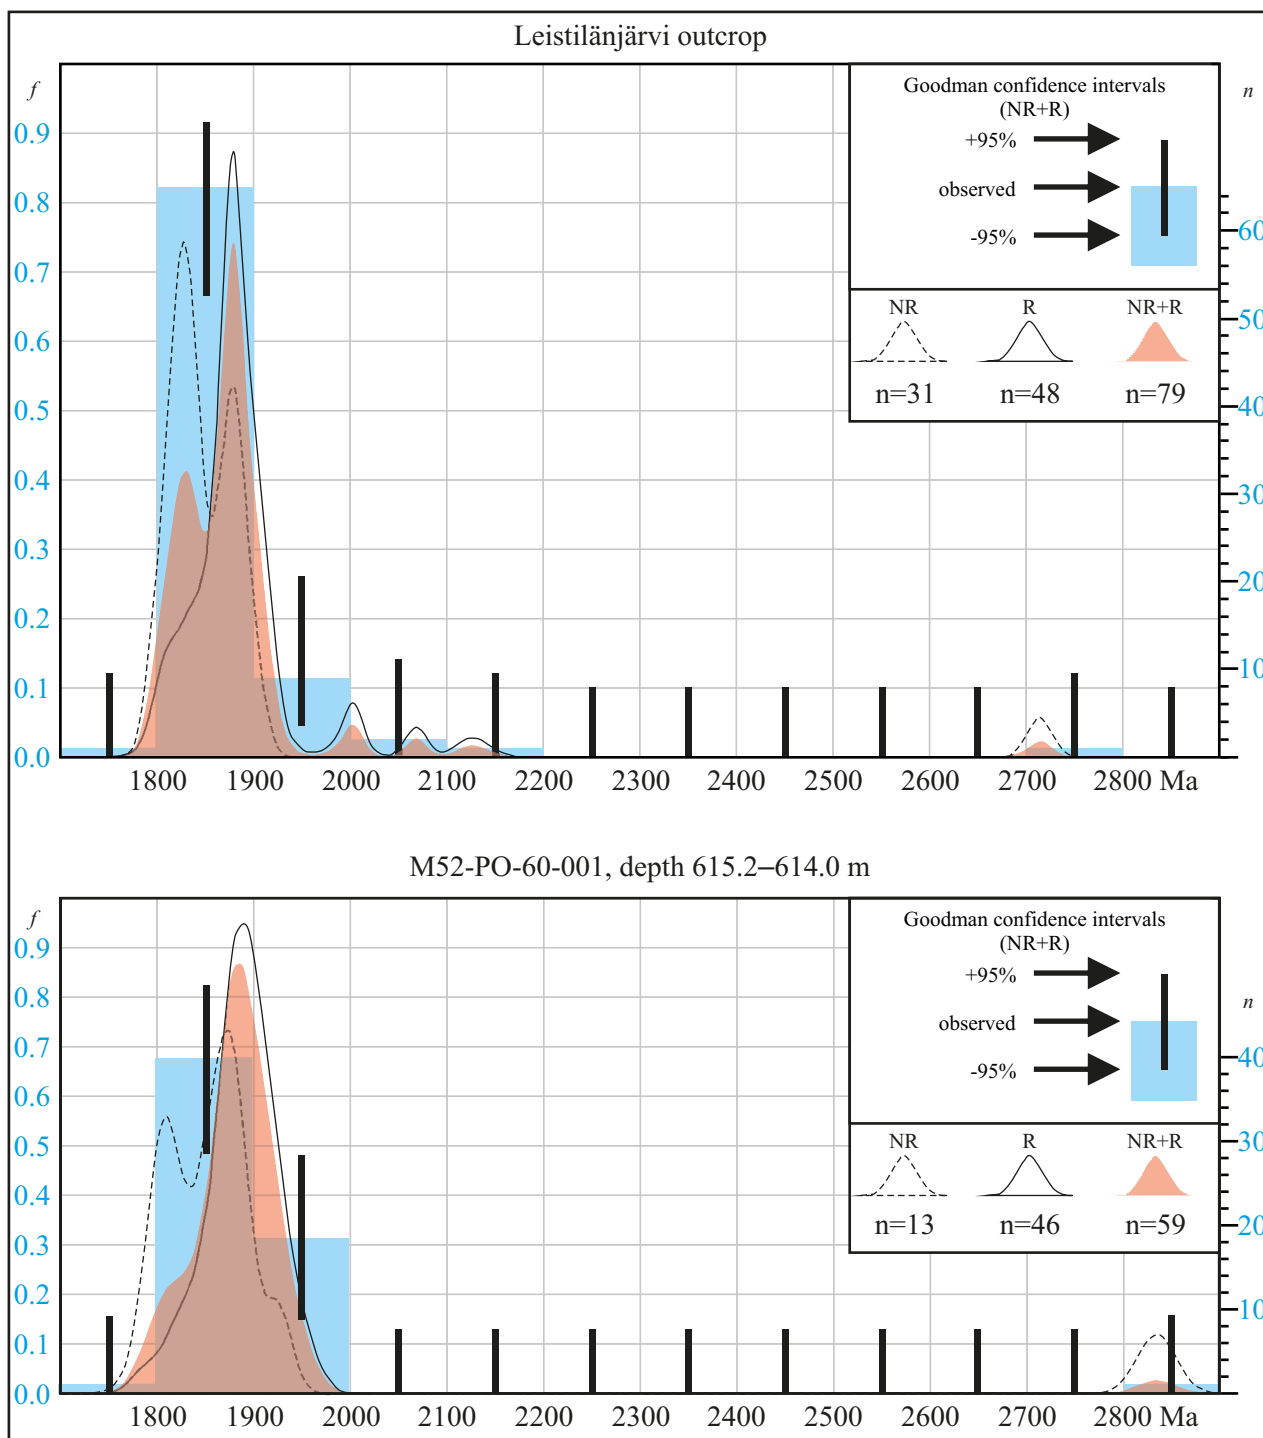 Leistilänjärvi outcrop
f
n
Goodman confidence intervals
(NR+R)
+95%
observed
-95%
NR R NR+R
n=31 n=48 n=79
0.9
0.8
0.7
0.6
0.5
0.4
0.3
0.2
0.1
0.0
60
50
40
30
20
10
1800 1900 2000 2100 2200 2300 2400 2500 2600 2700 2800 Ma
M52-PO-60-001, depth 615.2–614.0 m
f
n
Goodman confidence intervals
(NR+R)
+95%
observed
-95%
NR R NR+R
n=13 n=46 n=59
0.9
0.8
0.7
0.6
0.5
0.4
0.3
0.2
0.1
0.0
40
30
20
10
1800 1900 2000 2100 2200 2300 2400 2500 2600 2700 2800 Ma